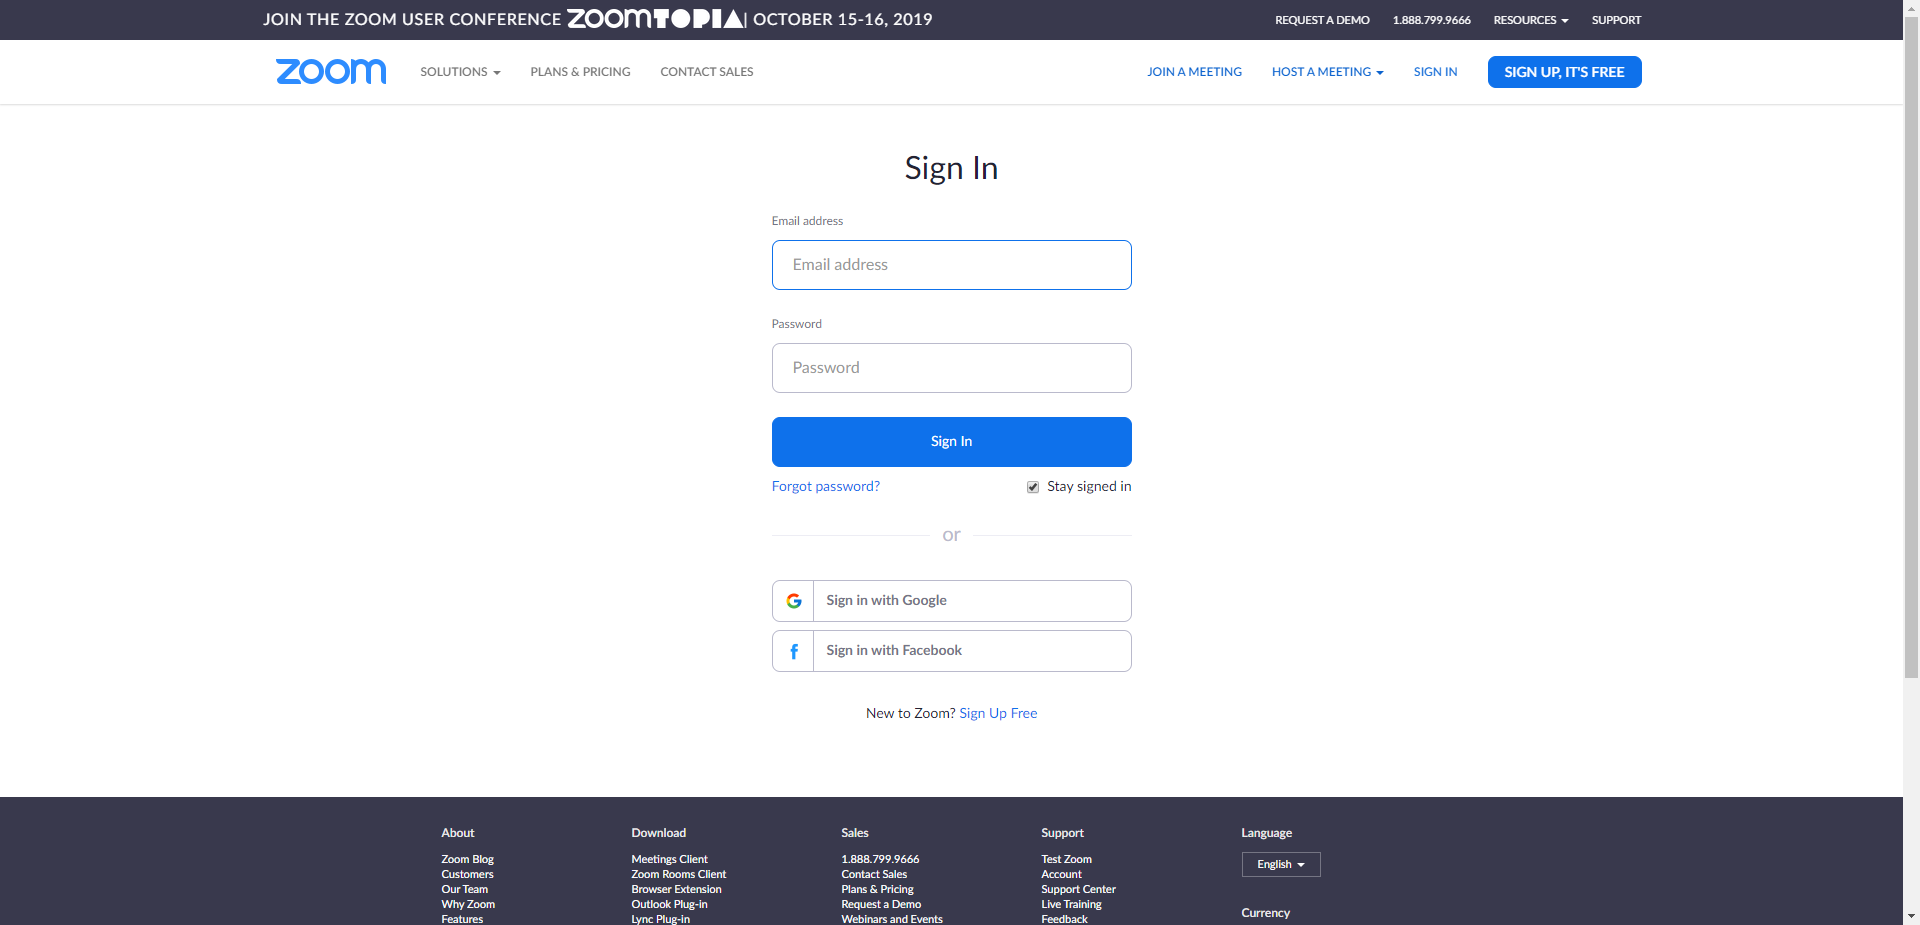 JOIN THE ZOOM USER CONFERENCE ZOOMTOPIA| OCTOBER 15-16, 2019
REQUEST A DEMO 1.888.799.9666 RESOURCES SUPPORT
zoom SOLUTIONS PLANS & PRICING CONTACT SALES
JOIN A MEETING HOST A MEETING SIGN IN SIGN UP, IT'S FREE
Sign In
Email address
Email address
Password
Password
Sign In
Forgot password? Stay signed in
or
Sign in with Google
Sign in with Facebook
New to Zoom? Sign Up Free
About
Zoom Blog
Customers
Our Team
Why Zoom
Features
Download
Meetings Client
Zoom Rooms Client
Browser Extension
Outlook Plug-in
Lync Plug-in
Sales
1.888.799.9666
Contact Sales
Plans & Pricing
Request a Demo
Webinars and Events
Support
Test Zoom
Account
Support Center
Live Training
Feedback
Language
English
Currency